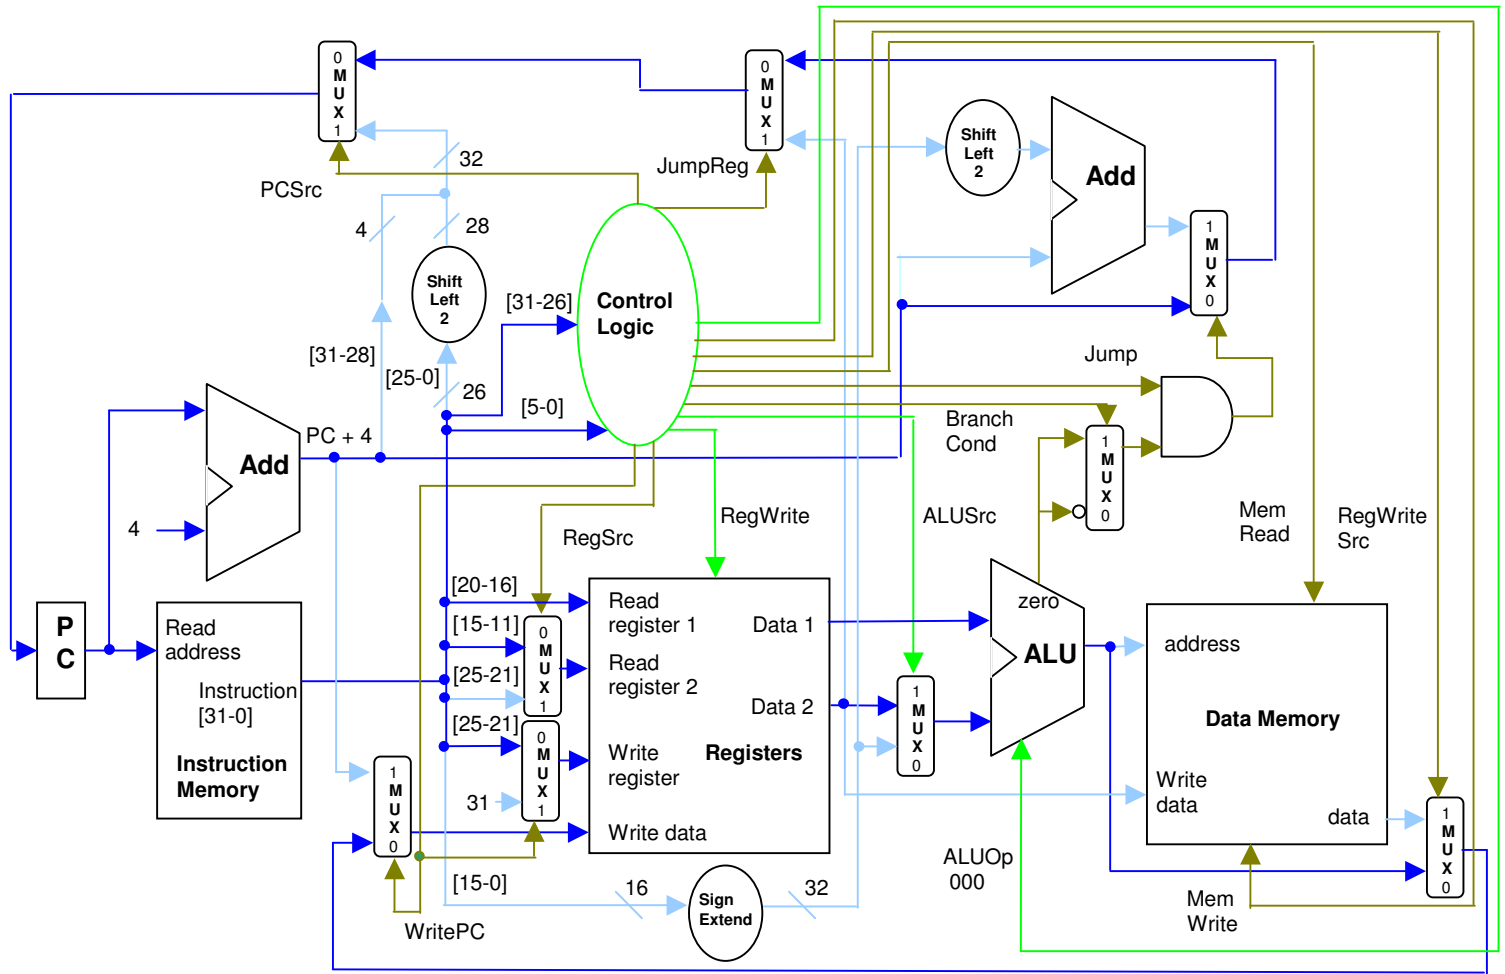 0
M
U
X
1
PCSrc
32
4
28
Shift
Left
2
[31-28]
[25-0]
26
[31-26]
[5-0]
Control
Logic
JumpReg
0
M
U
X
1
Shift
Left
2
Add
1
M
U
X
0
Jump
Branch
Cond
1
M
U
X
0
PC + 4
Add
4
RegSrc
RegWrite
ALUSrc
Mem
Read
RegWrite
Src
P
C
Read
address
Instruction
[31-0]
Instruction
Memory
[20-16]
[15-11]
[25-21]
[25-21]
31
0
M
U
X
1
0
M
U
X
1
1
M
U
X
0
Read
register 1
Read
register 2
Write
register
Write data
Data 1
Data 2
Registers
1
M
U
X
0
zero
ALU
address
Data Memory
Write
data
data
1
M
U
X
0
[15-0]
16
Sign
Extend
32
WritePC
ALUOp
000
Mem
Write